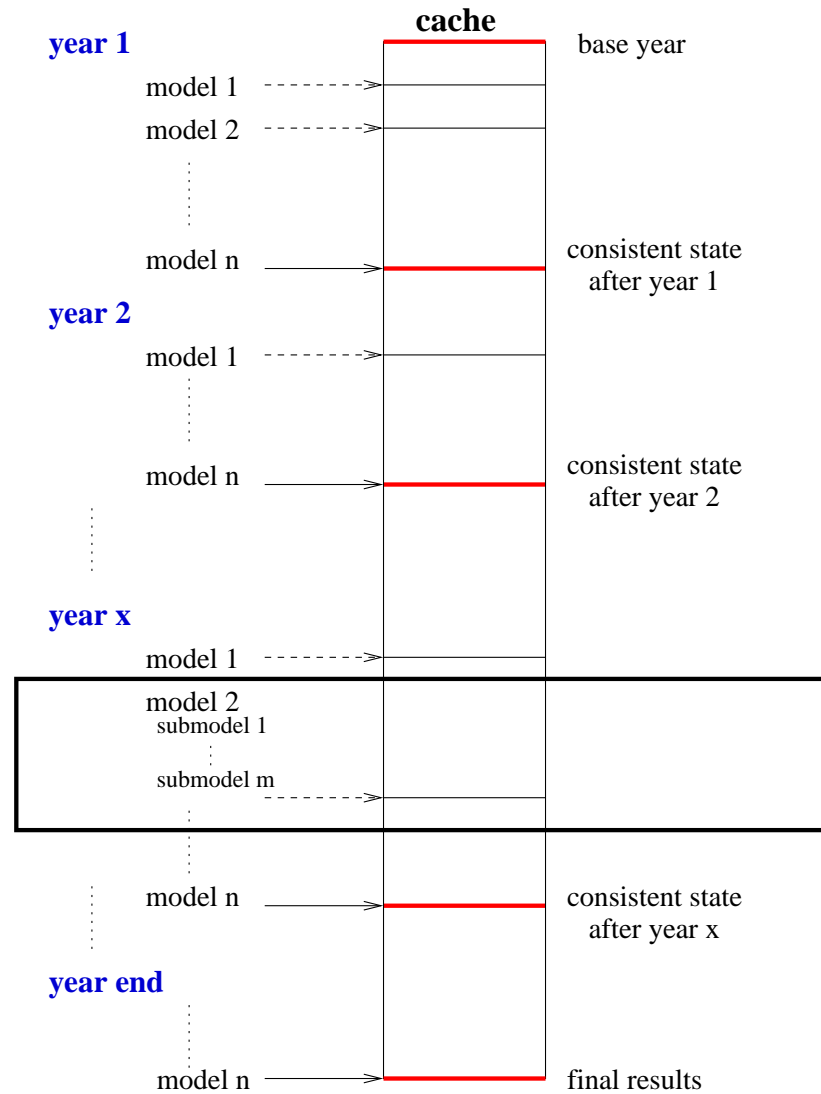 cache
year 1
base year
model 1
model 2
model n
consistent state
after year 1
year 2
model 1
model n
consistent state
after year 2
year x
model 1
model 2
submodel 1
submodel m
model n
consistent state
after year x
year end
model n
final results